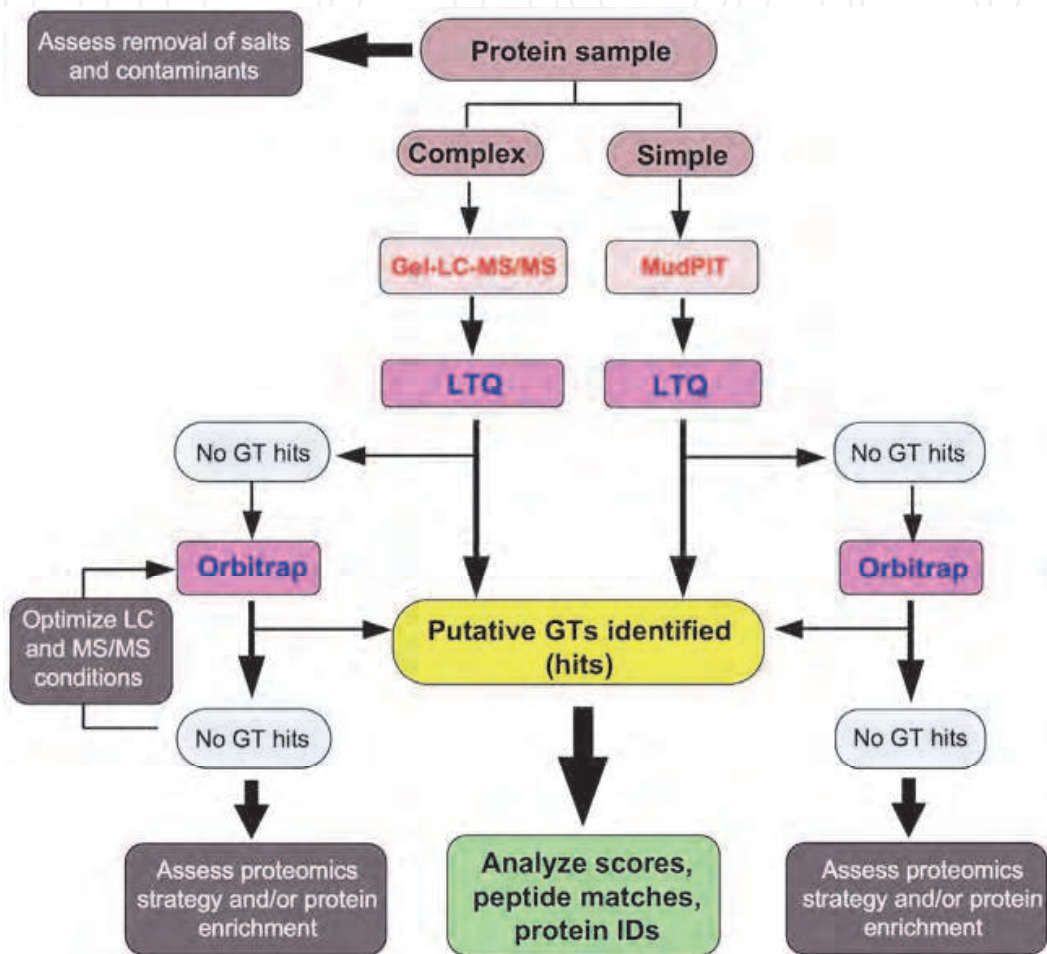 Assess removal of salts
and contaminants
Protein sample
Complex
Simple
Gel-LC-MS/MS
MudPIT
LTQ
LTQ
No GT hits
No GT hits
Orbitrap
Orbitrap
Optimize LC
and MS/MS
conditions
Putative GTs identified
(hits)
No GT hits
No GT hits
Assess proteomics
strategy and/or protein
enrichment
Analyze scores,
peptide matches,
protein IDs
Assess proteomics
strategy and/or protein
enrichment